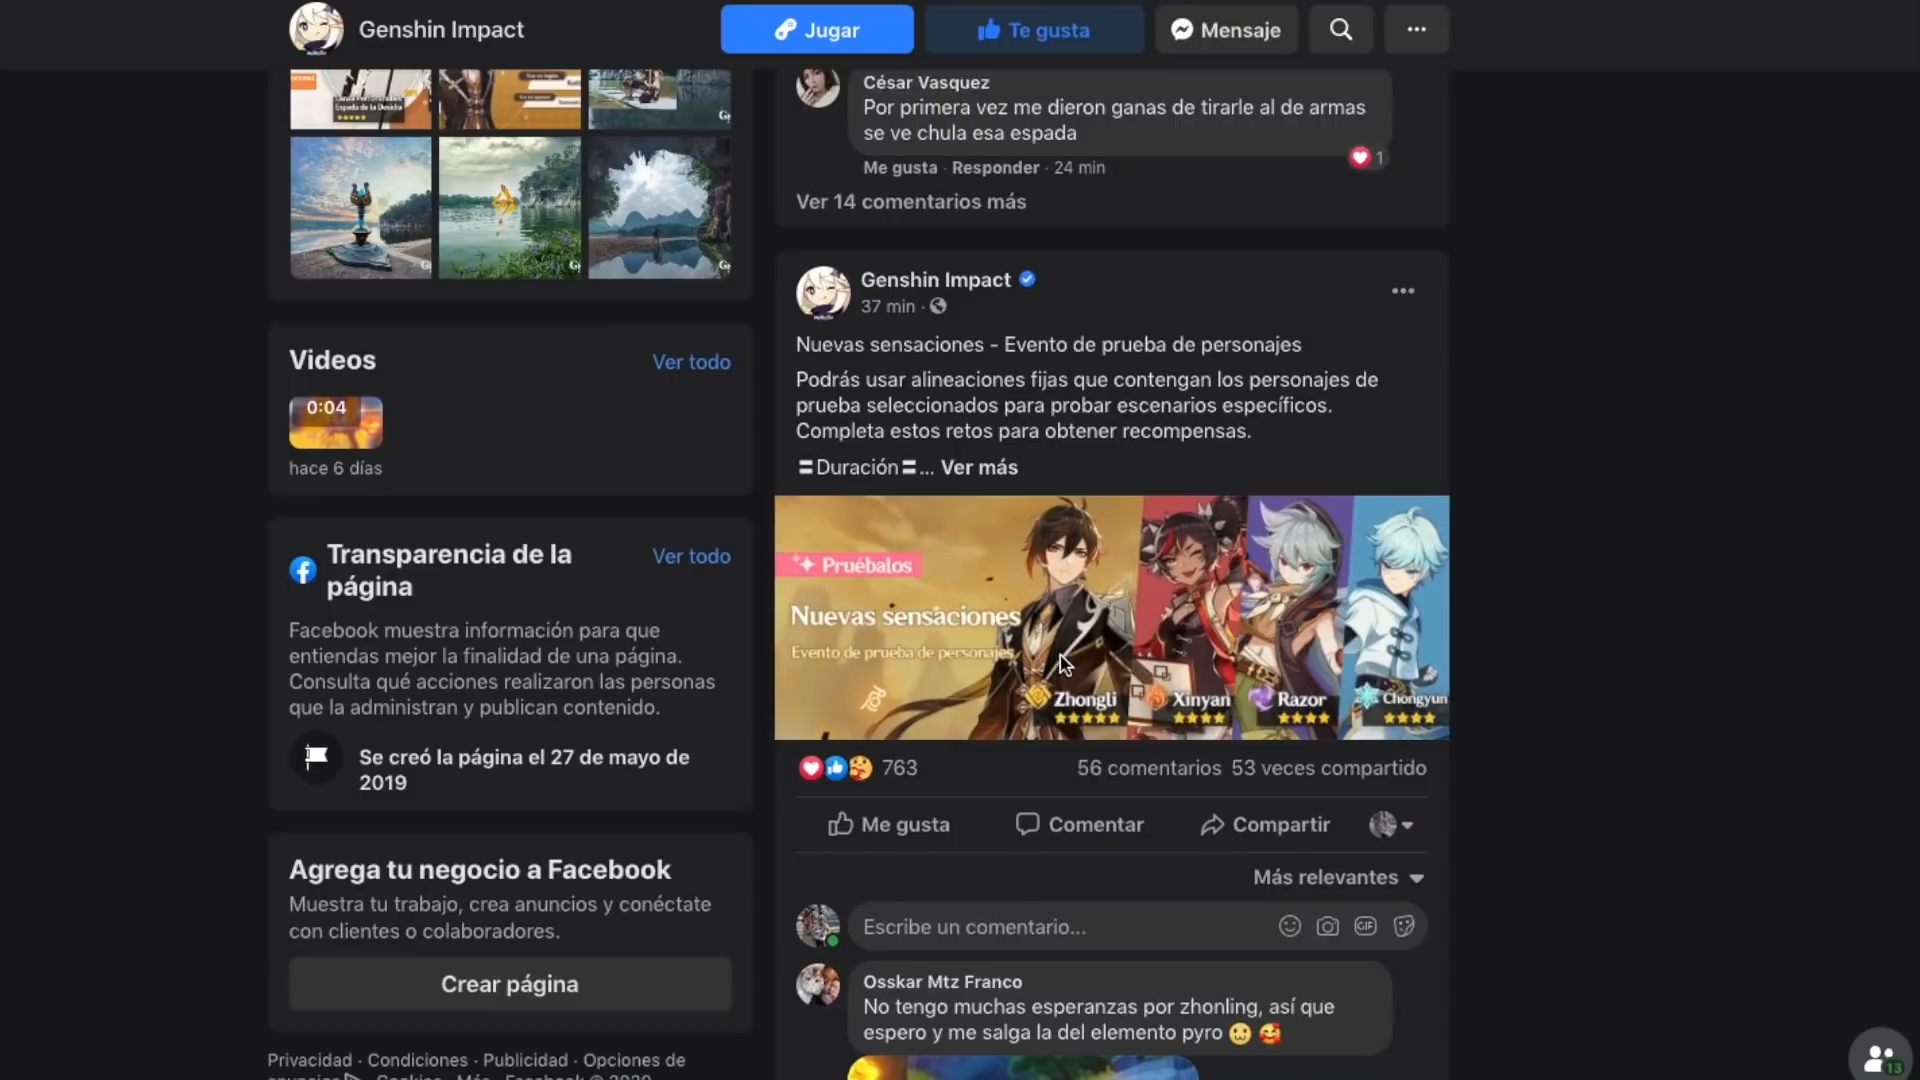 Genshin Impact
Jugar
Te gusta
Mensaje
Espada de la Desidia
César Vasquez
Por primera vez me dieron ganas de tirarle al de armas
se ve chula esa espada
1
Me gusta · Responder · 24 min
Ver 14 comentarios más
Genshin Impact
37 min ·
Nuevas sensaciones - Evento de prueba de personajes
Podrás usar alineaciones fijas que contengan los personajes de
prueba seleccionados para probar escenarios específicos.
Completa estos retos para obtener recompensas.
〓Duración〓... Ver más
Pruébalos
Nuevas sensaciones
Evento de prueba de personajes
Zhongli
Xinyan
Razor
Chongyun
763
56 comentarios 53 veces compartido
Me gusta
Comentar
Compartir
Más relevantes
Escribe un comentario...
GIF
Osskar Mtz Franco
No tengo muchas esperanzas por zhonling, así que
espero y me salga la del elemento pyro
Videos
Ver todo
0:04
hace 6 días
Transparencia de la
página
Ver todo
Facebook muestra información para que
entiendas mejor la finalidad de una página.
Consulta qué acciones realizaron las personas
que la administran y publican contenido.
Se creó la página el 27 de mayo de
2019
Agrega tu negocio a Facebook
Muestra tu trabajo, crea anuncios y conéctate
con clientes o colaboradores.
Crear página
Privacidad · Condiciones · Publicidad · Opciones de
13